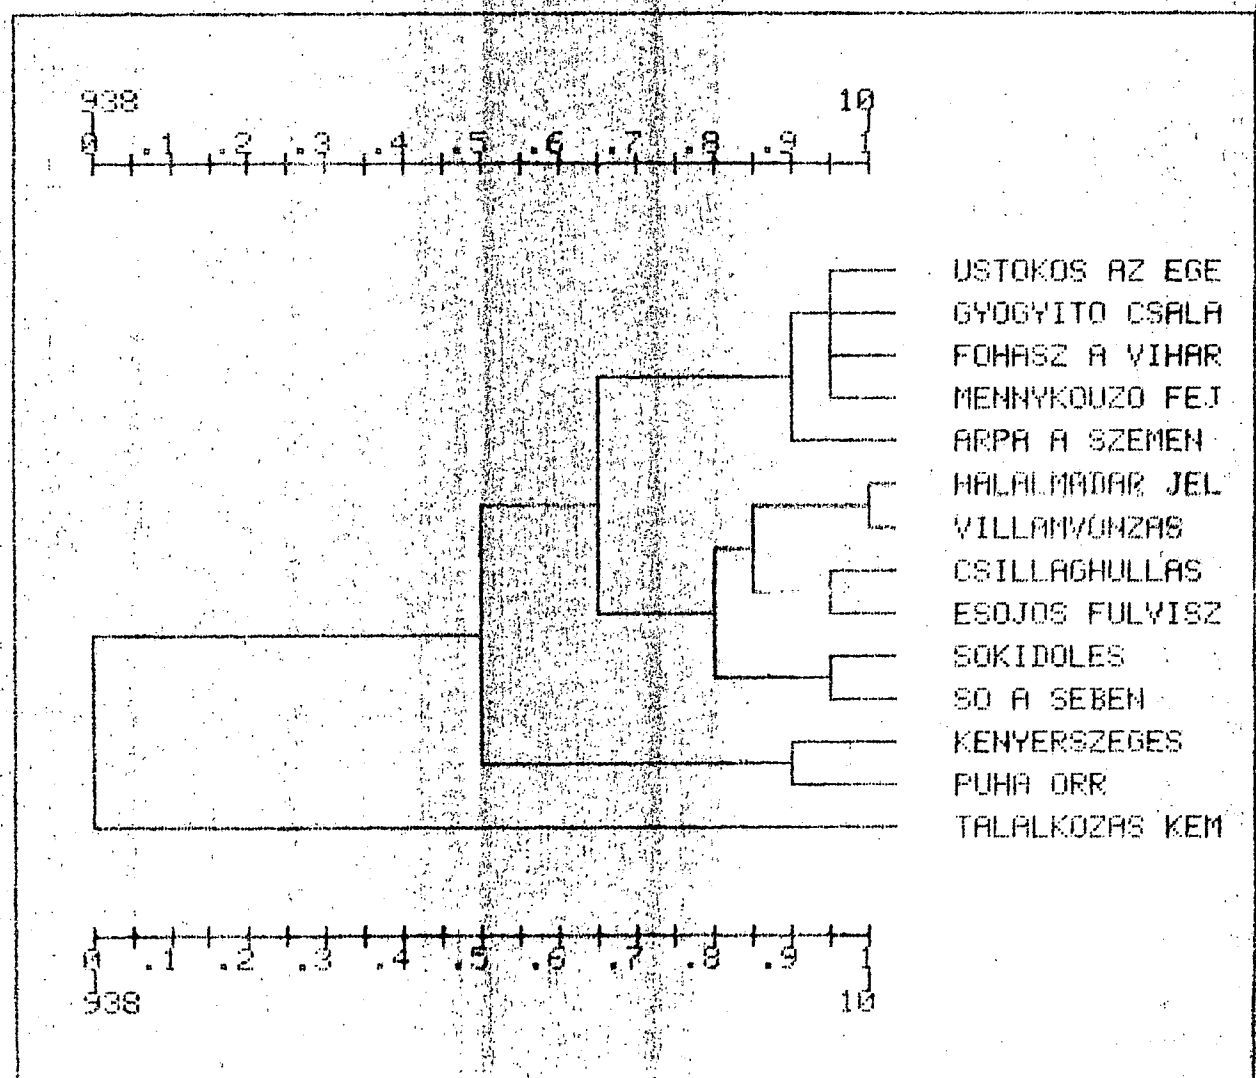 938 10
0 .1 .2 .3 .4 .5 .6 .7 .8 .9 1
USTOKOS AZ EGE
GYOGYITO CSALA
FOHASZ A VIHAR
MENNYKOUZO FEJ
ARPA A SZEMEN
HALALMADAR JEL
VILLAMVONZAS
CSILLAGHULLAS
ESOJOS FULVISZ
SOKIDOLES
SO A SEBEN
KENYERSZEGES
PUHA ORR
TALALKOZAS KEM
0 .1 .2 .3 .4 .5 .6 .7 .8 .9 1
938 10